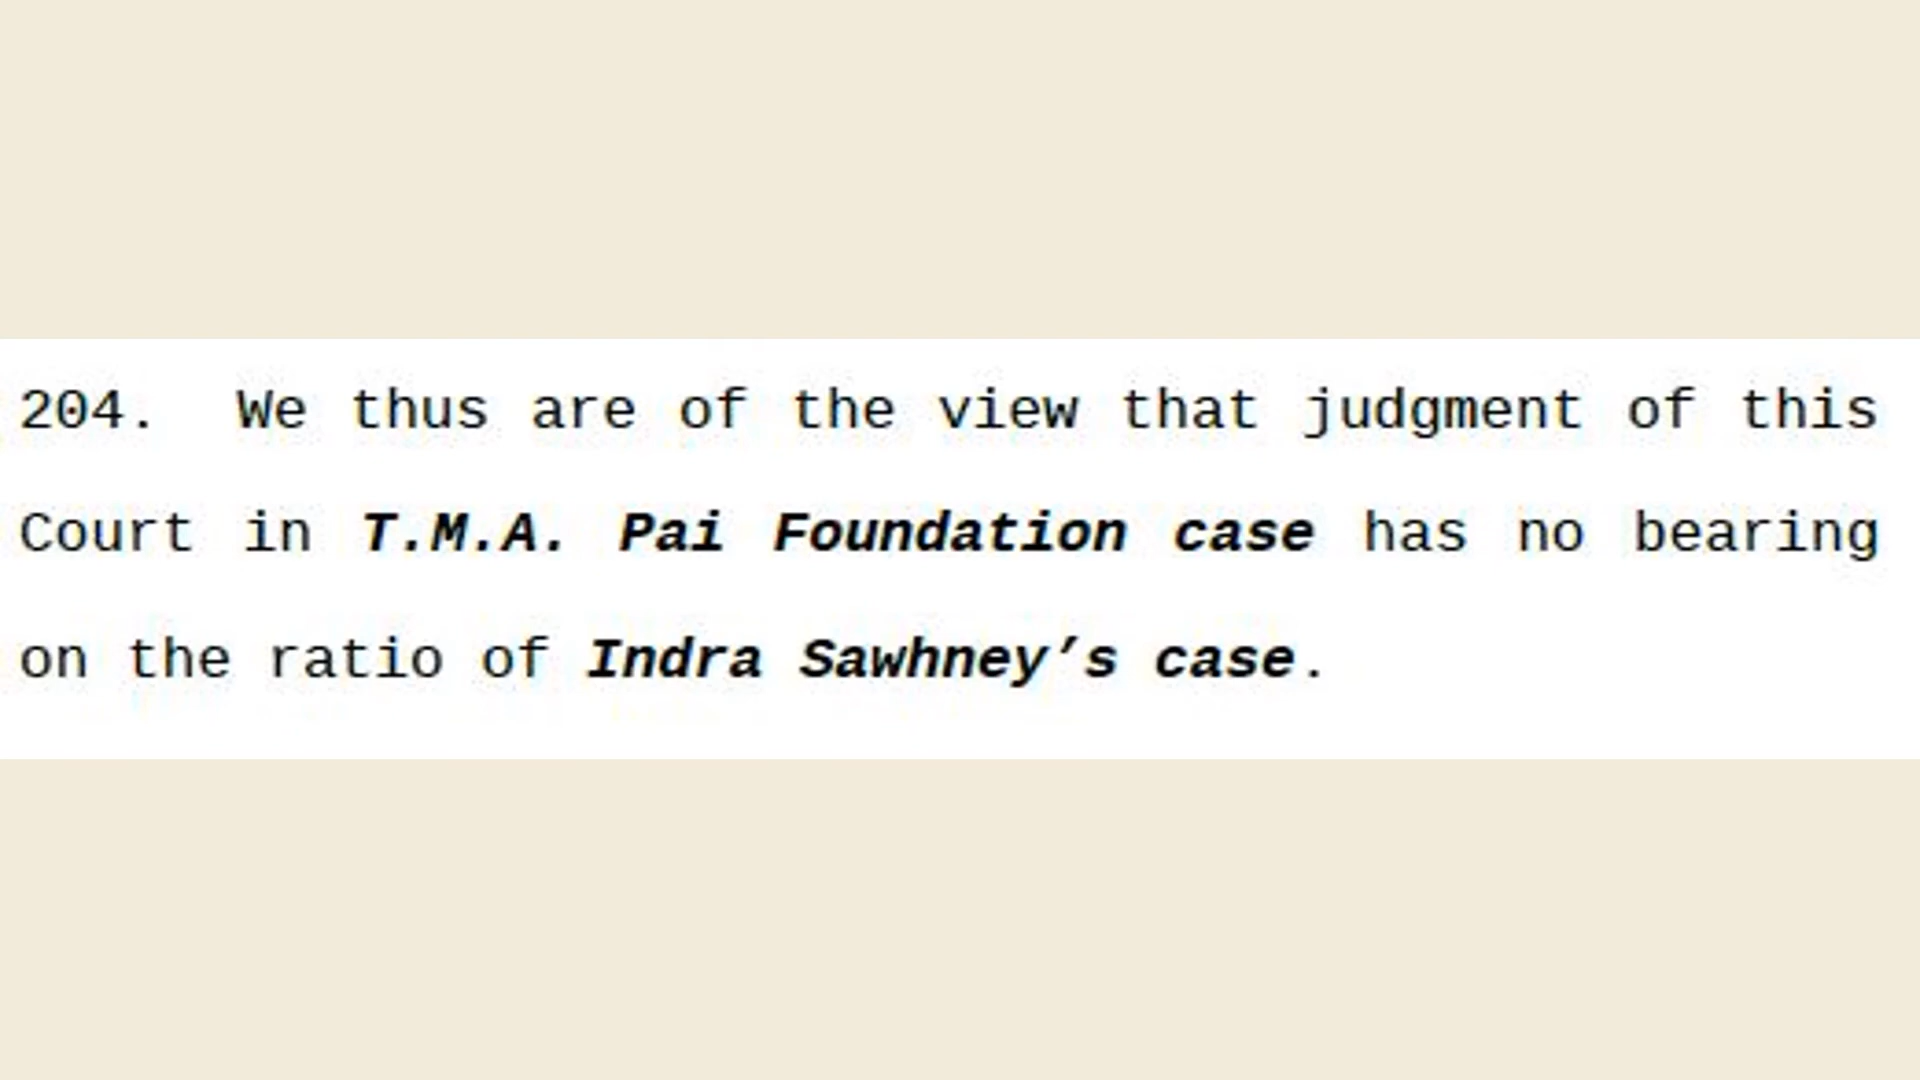 204. We thus are of the view that judgment of this
Court in T.M.A. Pai Foundation case has no bearing
on the ratio of Indra Sawhney’s case.